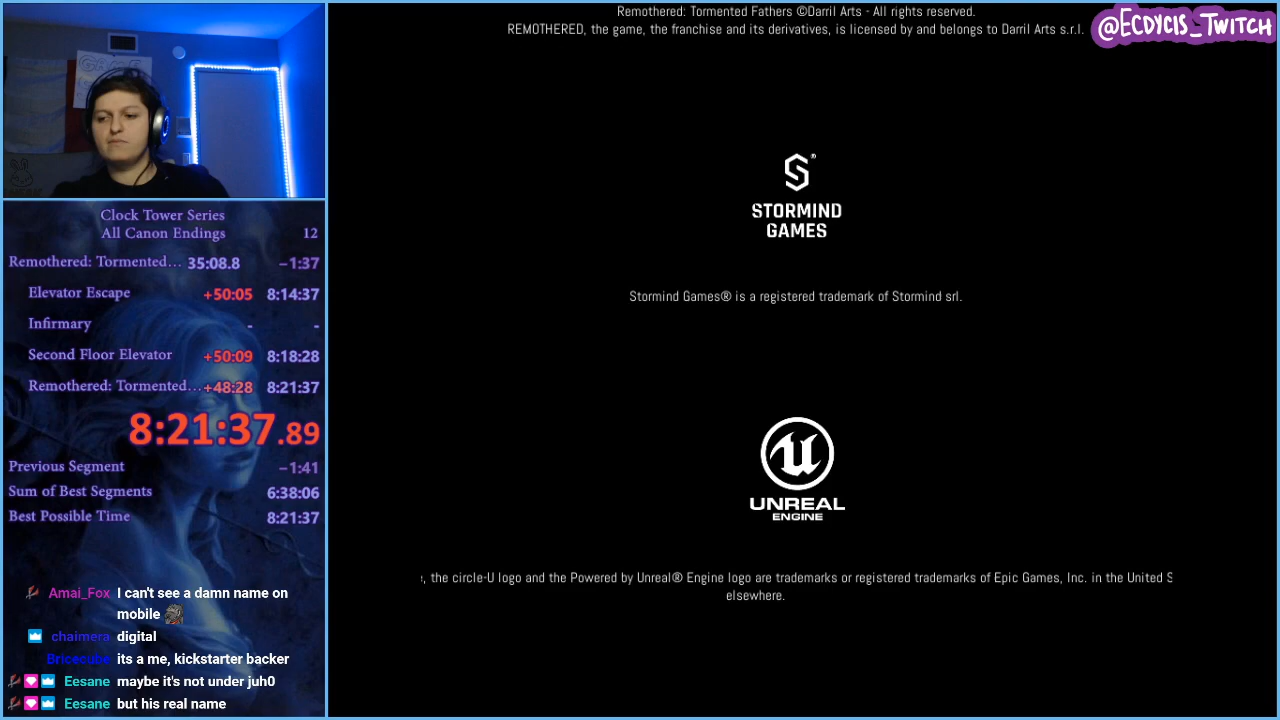 Remothered: Tormented Fathers ©Darril Arts - All rights reserved.
REMOTHERED, the game, the franchise and its derivatives, is licensed by and belongs to Darril Arts s.r.l.
@ECDYCIS_TWITCH
STORMIND
GAMES
Stormind Games® is a registered trademark of Stormind srl.
UNREAL
ENGINE
, the circle-U logo and the Powered by Unreal® Engine logo are trademarks or registered trademarks of Epic Games, Inc. in the United S
elsewhere.
Clock Tower Series
All Canon Endings 12
Remothered: Tormented... 35:08.8 −1:37
Elevator Escape +50:05 8:14:37
Infirmary - -
Second Floor Elevator +50:09 8:18:28
Remothered: Tormented... +48:28 8:21:37
8:21:37.89
Previous Segment −1:41
Sum of Best Segments 6:38:06
Best Possible Time 8:21:37
Amai_Fox I can't see a damn name on
mobile
chaimera digital
Bricecube its a me, kickstarter backer
Eesane maybe it's not under juh0
Eesane but his real name